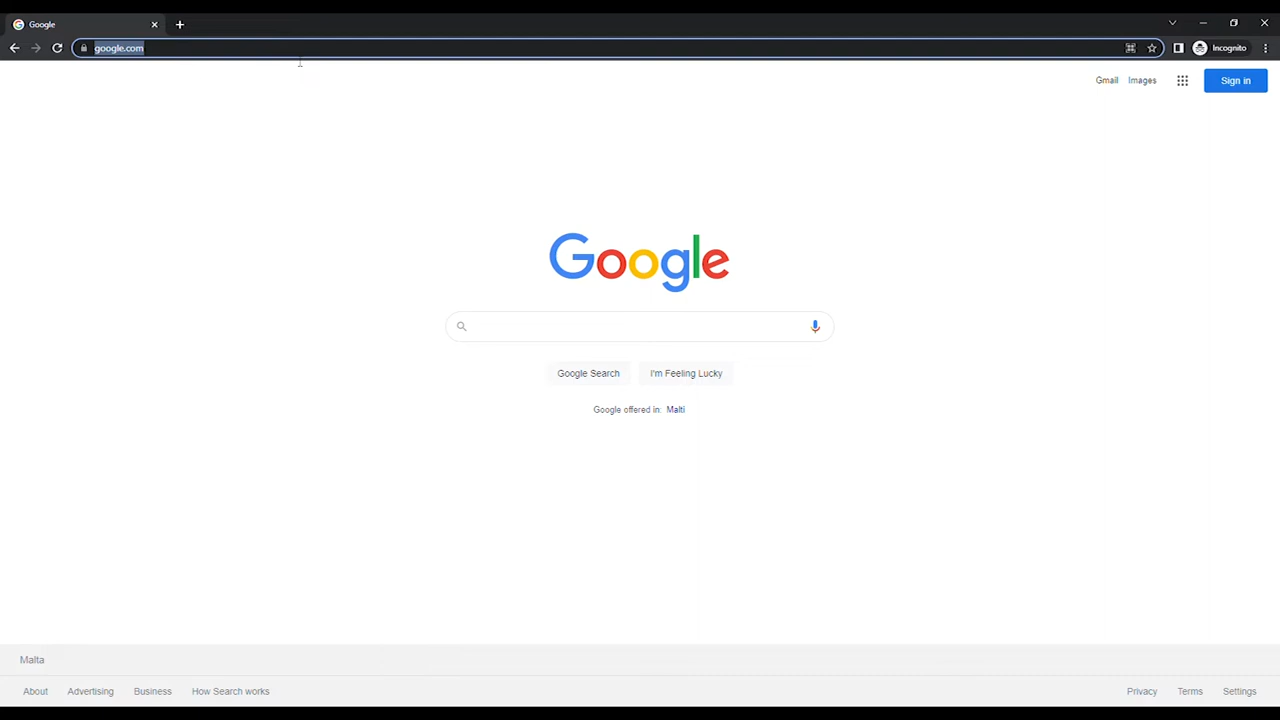 Google
google.com
Incognito
Gmail Images Sign in
Google
Google Search I'm Feeling Lucky
Google offered in: Malti
Malta
About Advertising Business How Search works Privacy Terms Settings